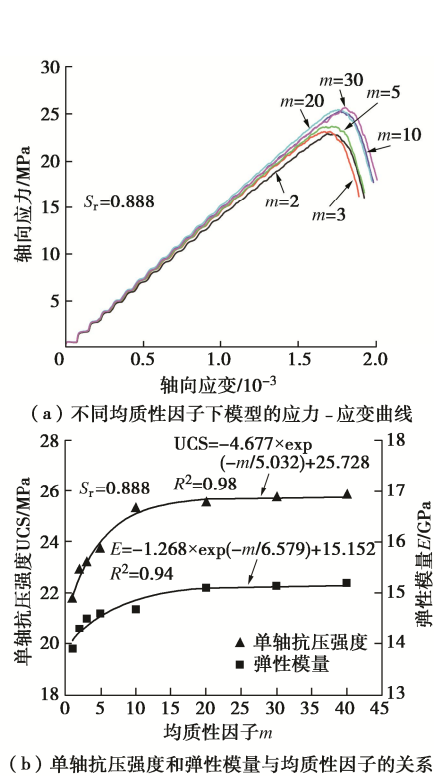 30
25
20
15
10
5
轴向应力/MPa
m=30
m=5
m=20
m=10
m=2
m=3
Sr=0.888
0 0.5 1.0 1.5 2.0
轴向应变/10⁻³
（a）不同均质性因子下模型的应力－应变曲线
28
26
24
22
20
18
单轴抗压强度UCS/MPa
UCS=−4.677×exp
(−m/5.032)+25.728
Sr=0.888
R²=0.98
E=−1.268×exp(−m/6.579)+15.152
R²=0.94
单轴抗压强度
弹性模量
18
17
16
15
14
13
弹性模量E/GPa
0 5 10 15 20 25 30 35 40 45
均质性因子m
（b）单轴抗压强度和弹性模量与均质性因子的关系